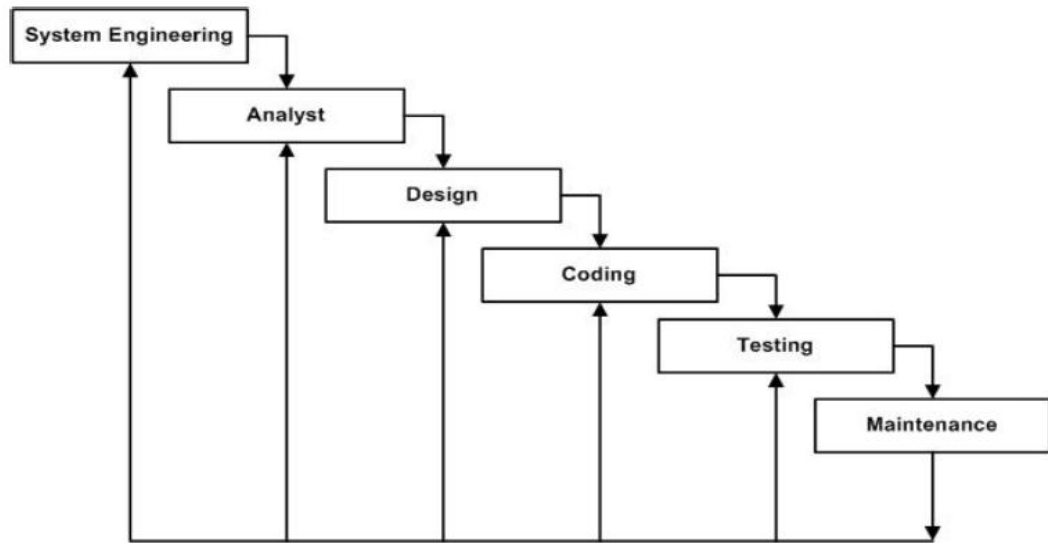 System Engineering
Analyst
Design
Coding
Testing
Maintenance